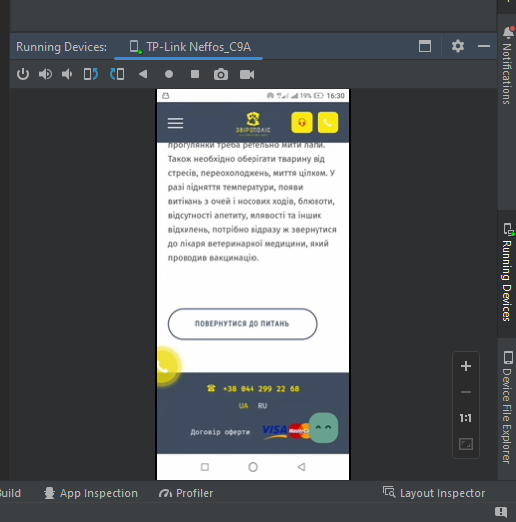 Running Devices:
TP-Link Neffos_C9A
Notifications
19%
16:30
ЗВІРОПОЛІС
прогулянки треба ретельно мити лапи.
Також необхідно оберігати тварину від
стресів, переохолоджень, миття цілком. У
разі підняття температури, появи
витікань з очей і носових ходів, блювоти,
відсутності апетиту, млявості та інших
відхилень, потрібно відразу ж звернутися
до лікаря ветеринарної медицини, який
проводив вакцинацію.
Running Devices
ПОВЕРНУТИСЯ ДО ПИТАНЬ
+38 044 299 22 68
UA RU
Договір оферти
VISA
1:1
Device File Explorer
uild
App Inspection
Profiler
Layout Inspector